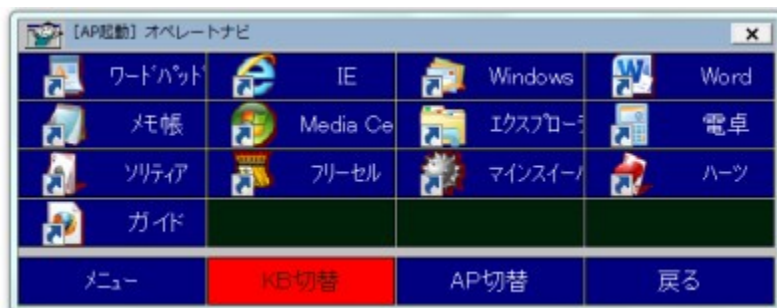 [AP起動] オペレートナビ
ワードパッド IE Windows Word
メモ帳 Media Ce エクスプローラ 電卓
ソリティア フリーセル マインスイーパ ハーツ
ガイド
メニュー KB切替 AP切替 戻る